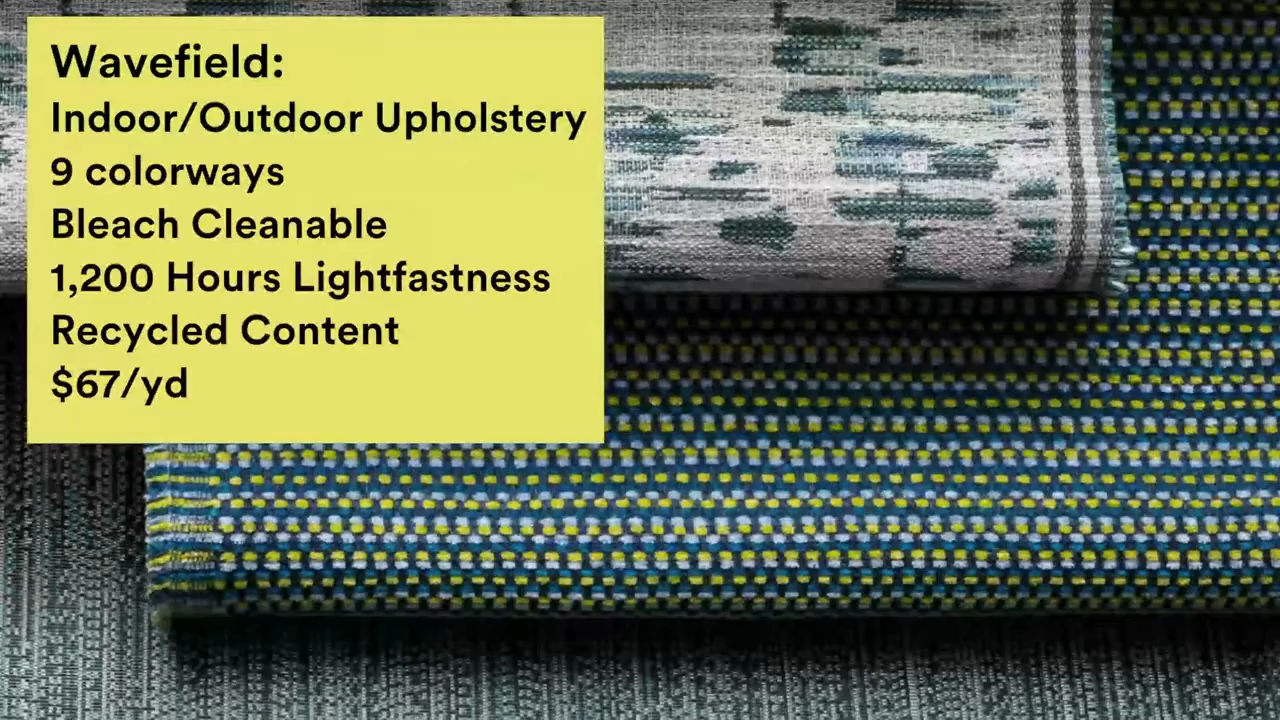 Wavefield:
Indoor/Outdoor Upholstery
9 colorways
Bleach Cleanable
1,200 Hours Lightfastness
Recycled Content
$67/yd